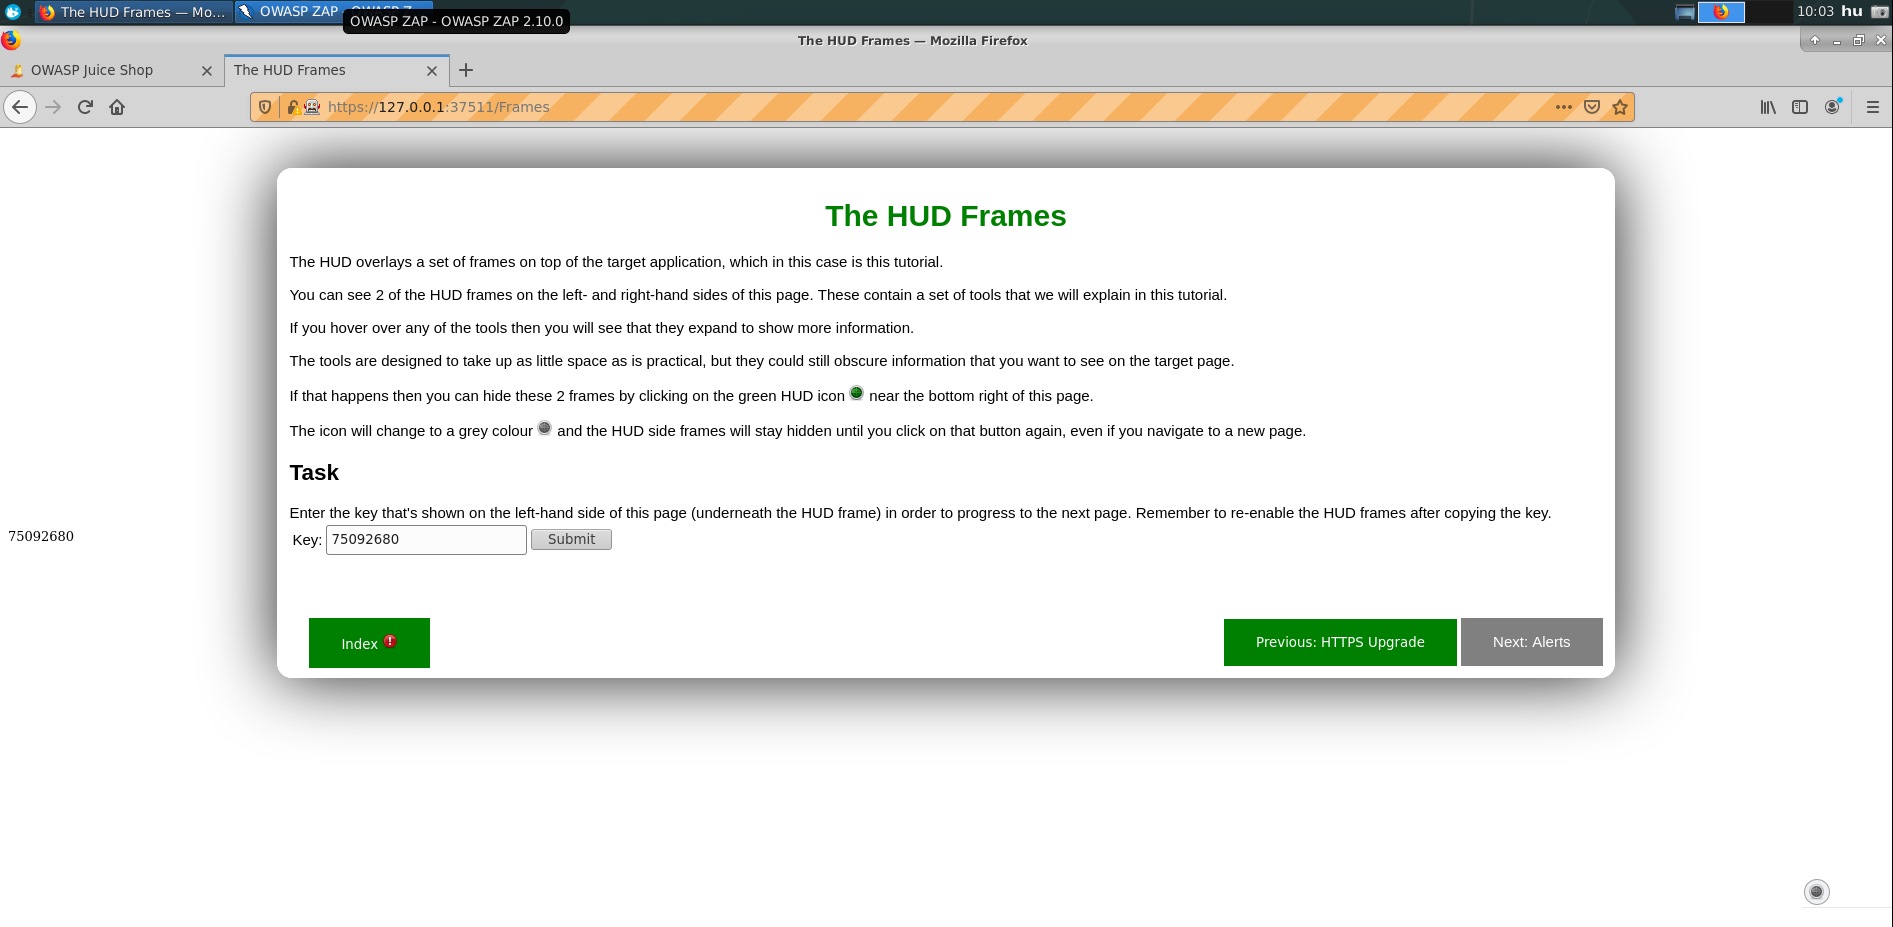 The HUD Frames — Mo...
OWASP ZAP - OWASP Z...
OWASP ZAP - OWASP ZAP 2.10.0
10:03 hu
The HUD Frames — Mozilla Firefox
OWASP Juice Shop
The HUD Frames
https://127.0.0.1:37511/Frames
The HUD Frames
The HUD overlays a set of frames on top of the target application, which in this case is this tutorial.
You can see 2 of the HUD frames on the left- and right-hand sides of this page. These contain a set of tools that we will explain in this tutorial.
If you hover over any of the tools then you will see that they expand to show more information.
The tools are designed to take up as little space as is practical, but they could still obscure information that you want to see on the target page.
If that happens then you can hide these 2 frames by clicking on the green HUD icon near the bottom right of this page.
The icon will change to a grey colour and the HUD side frames will stay hidden until you click on that button again, even if you navigate to a new page.
Task
Enter the key that's shown on the left-hand side of this page (underneath the HUD frame) in order to progress to the next page. Remember to re-enable the HUD frames after copying the key.
75092680
Key: 75092680 Submit
Index
Previous: HTTPS Upgrade
Next: Alerts